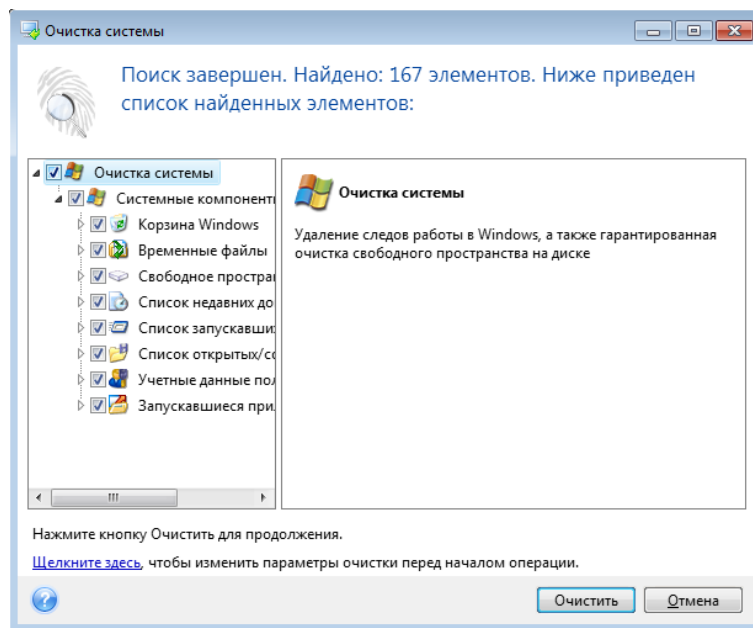 Очистка системы
Поиск завершен. Найдено: 167 элементов. Ниже приведен
список найденных элементов:
Очистка системы
Системные компонент
Корзина Windows
Временные файлы
Свободное простра
Список недавних до
Список запускавши
Список открытых/с
Учетные данные пол
Запускавшиеся при
Очистка системы
Удаление следов работы в Windows, а также гарантированная
очистка свободного пространства на диске
Нажмите кнопку Очистить для продолжения.
Щелкните здесь, чтобы изменить параметры очистки перед началом операции.
Очистить
Отмена